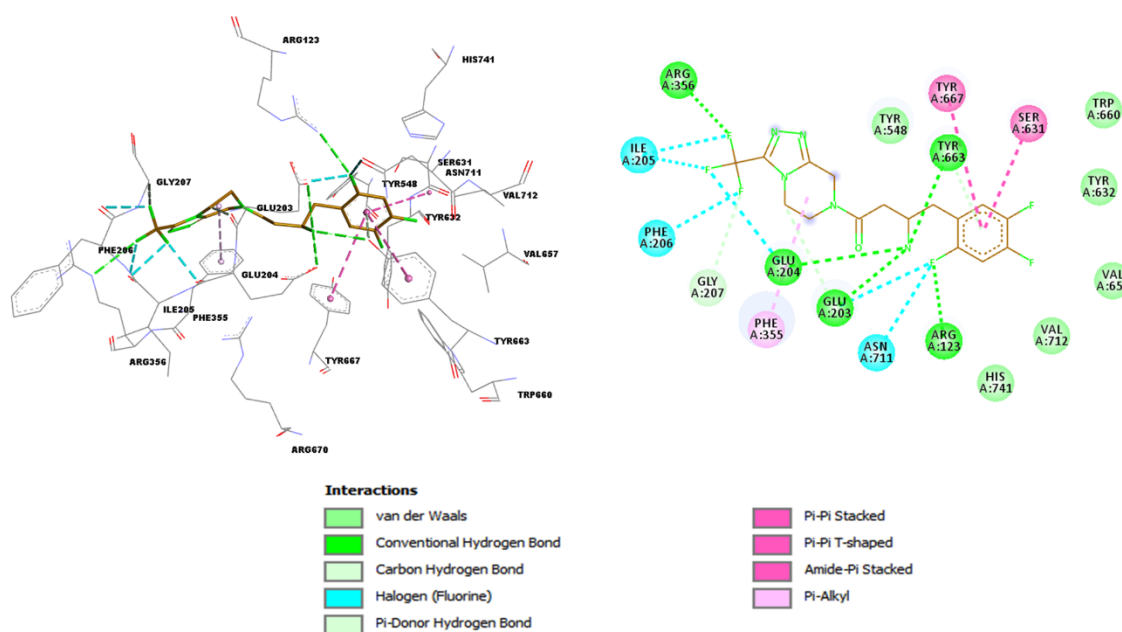 ARG123
HIS741
SER631
ASN711
GLY207
TYR548
VAL712
GLU203
TYR632
PHE206
VAL657
GLU204
ILE205
PHE355
TYR663
ARG356
TYR667
TRP660
ARG670
ARG
A:356
TYR
A:667
TRP
A:660
TYR
A:548
SER
A:631
ILE
A:205
TYR
A:663
TYR
A:632
PHE
A:206
GLU
A:204
GLY
A:207
VAL
A:65
GLU
A:203
PHE
A:355
ASN
A:711
ARG
A:123
VAL
A:712
HIS
A:741
F
F
F
N
N
N
N
O
N
F
F
F
Interactions
van der Waals
Conventional Hydrogen Bond
Carbon Hydrogen Bond
Halogen (Fluorine)
Pi-Donor Hydrogen Bond
Pi-Pi Stacked
Pi-Pi T-shaped
Amide-Pi Stacked
Pi-Alkyl